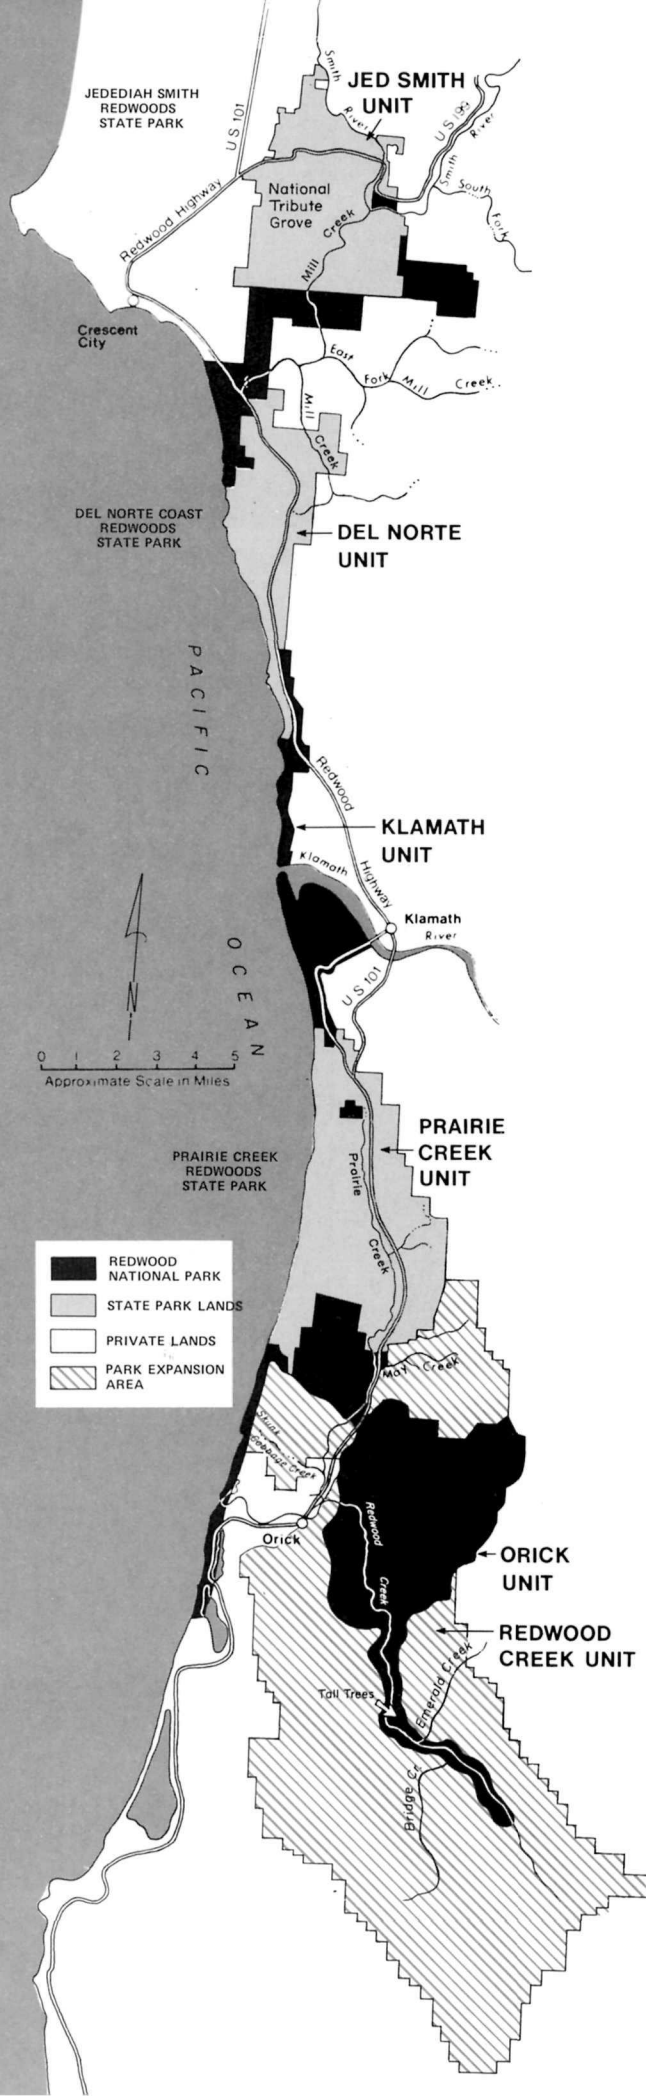 JEDEDIAH SMITH
REDWOODS
STATE PARK
US 101
Smith
River
JED SMITH
UNIT
US 199
Smith
River
South
Fork
Redwood Highway
National
Tribute
Grove
Mill Creek
Crescent
City
East
Fork
Mill
Creek
Mill
Creek
DEL NORTE COAST
REDWOODS
STATE PARK
DEL NORTE
UNIT
PACIFIC
Redwood
Highway
KLAMATH
UNIT
Klamath
Klamath
River
OCEAN
US 101
N
0 1 2 3 4 5
Approximate Scale in Miles
PRAIRIE CREEK
REDWOODS
STATE PARK
PRAIRIE
CREEK
UNIT
Prairie
Creek
REDWOOD
NATIONAL PARK
STATE PARK LANDS
PRIVATE LANDS
PARK EXPANSION
AREA
May Creek
Skunk
Cabbage Creek
Orick
Redwood
Creek
ORICK
UNIT
REDWOOD
CREEK UNIT
Tall Trees
Emerald Creek
Bridge Cr.